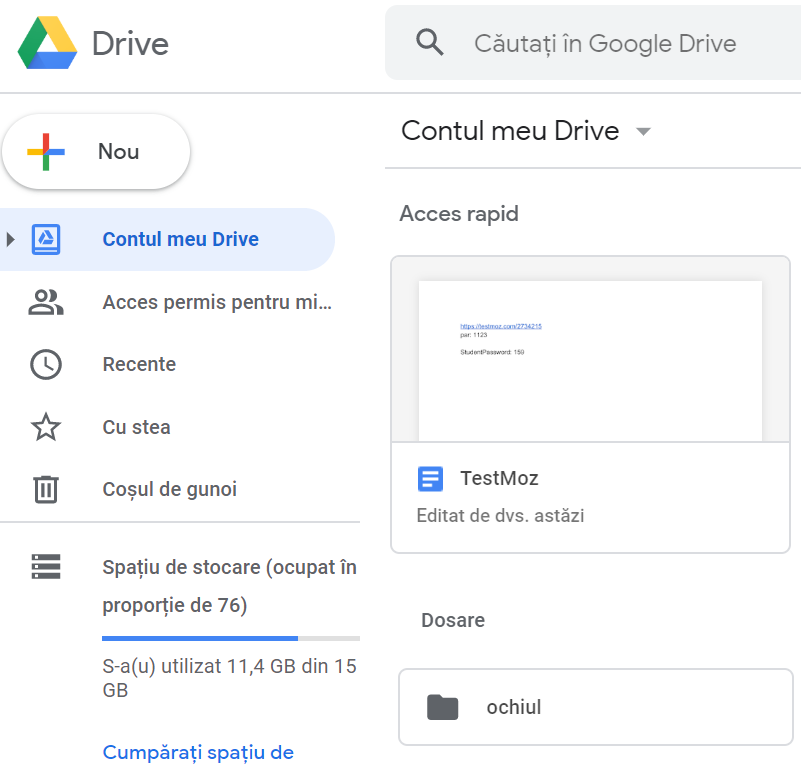 Drive
Căutați în Google Drive
Nou
Contul meu Drive
Acces permis pentru mi...
Recente
Cu stea
Coșul de gunoi
Spațiu de stocare (ocupat în
proporție de 76)
S-a(u) utilizat 11,4 GB din 15
GB
Cumpărați spațiu de
Contul meu Drive
Acces rapid
https://testmoz.com/2734215
par: 1123
StudentPassword: 159
TestMoz
Editat de dvs. astăzi
Dosare
ochiul